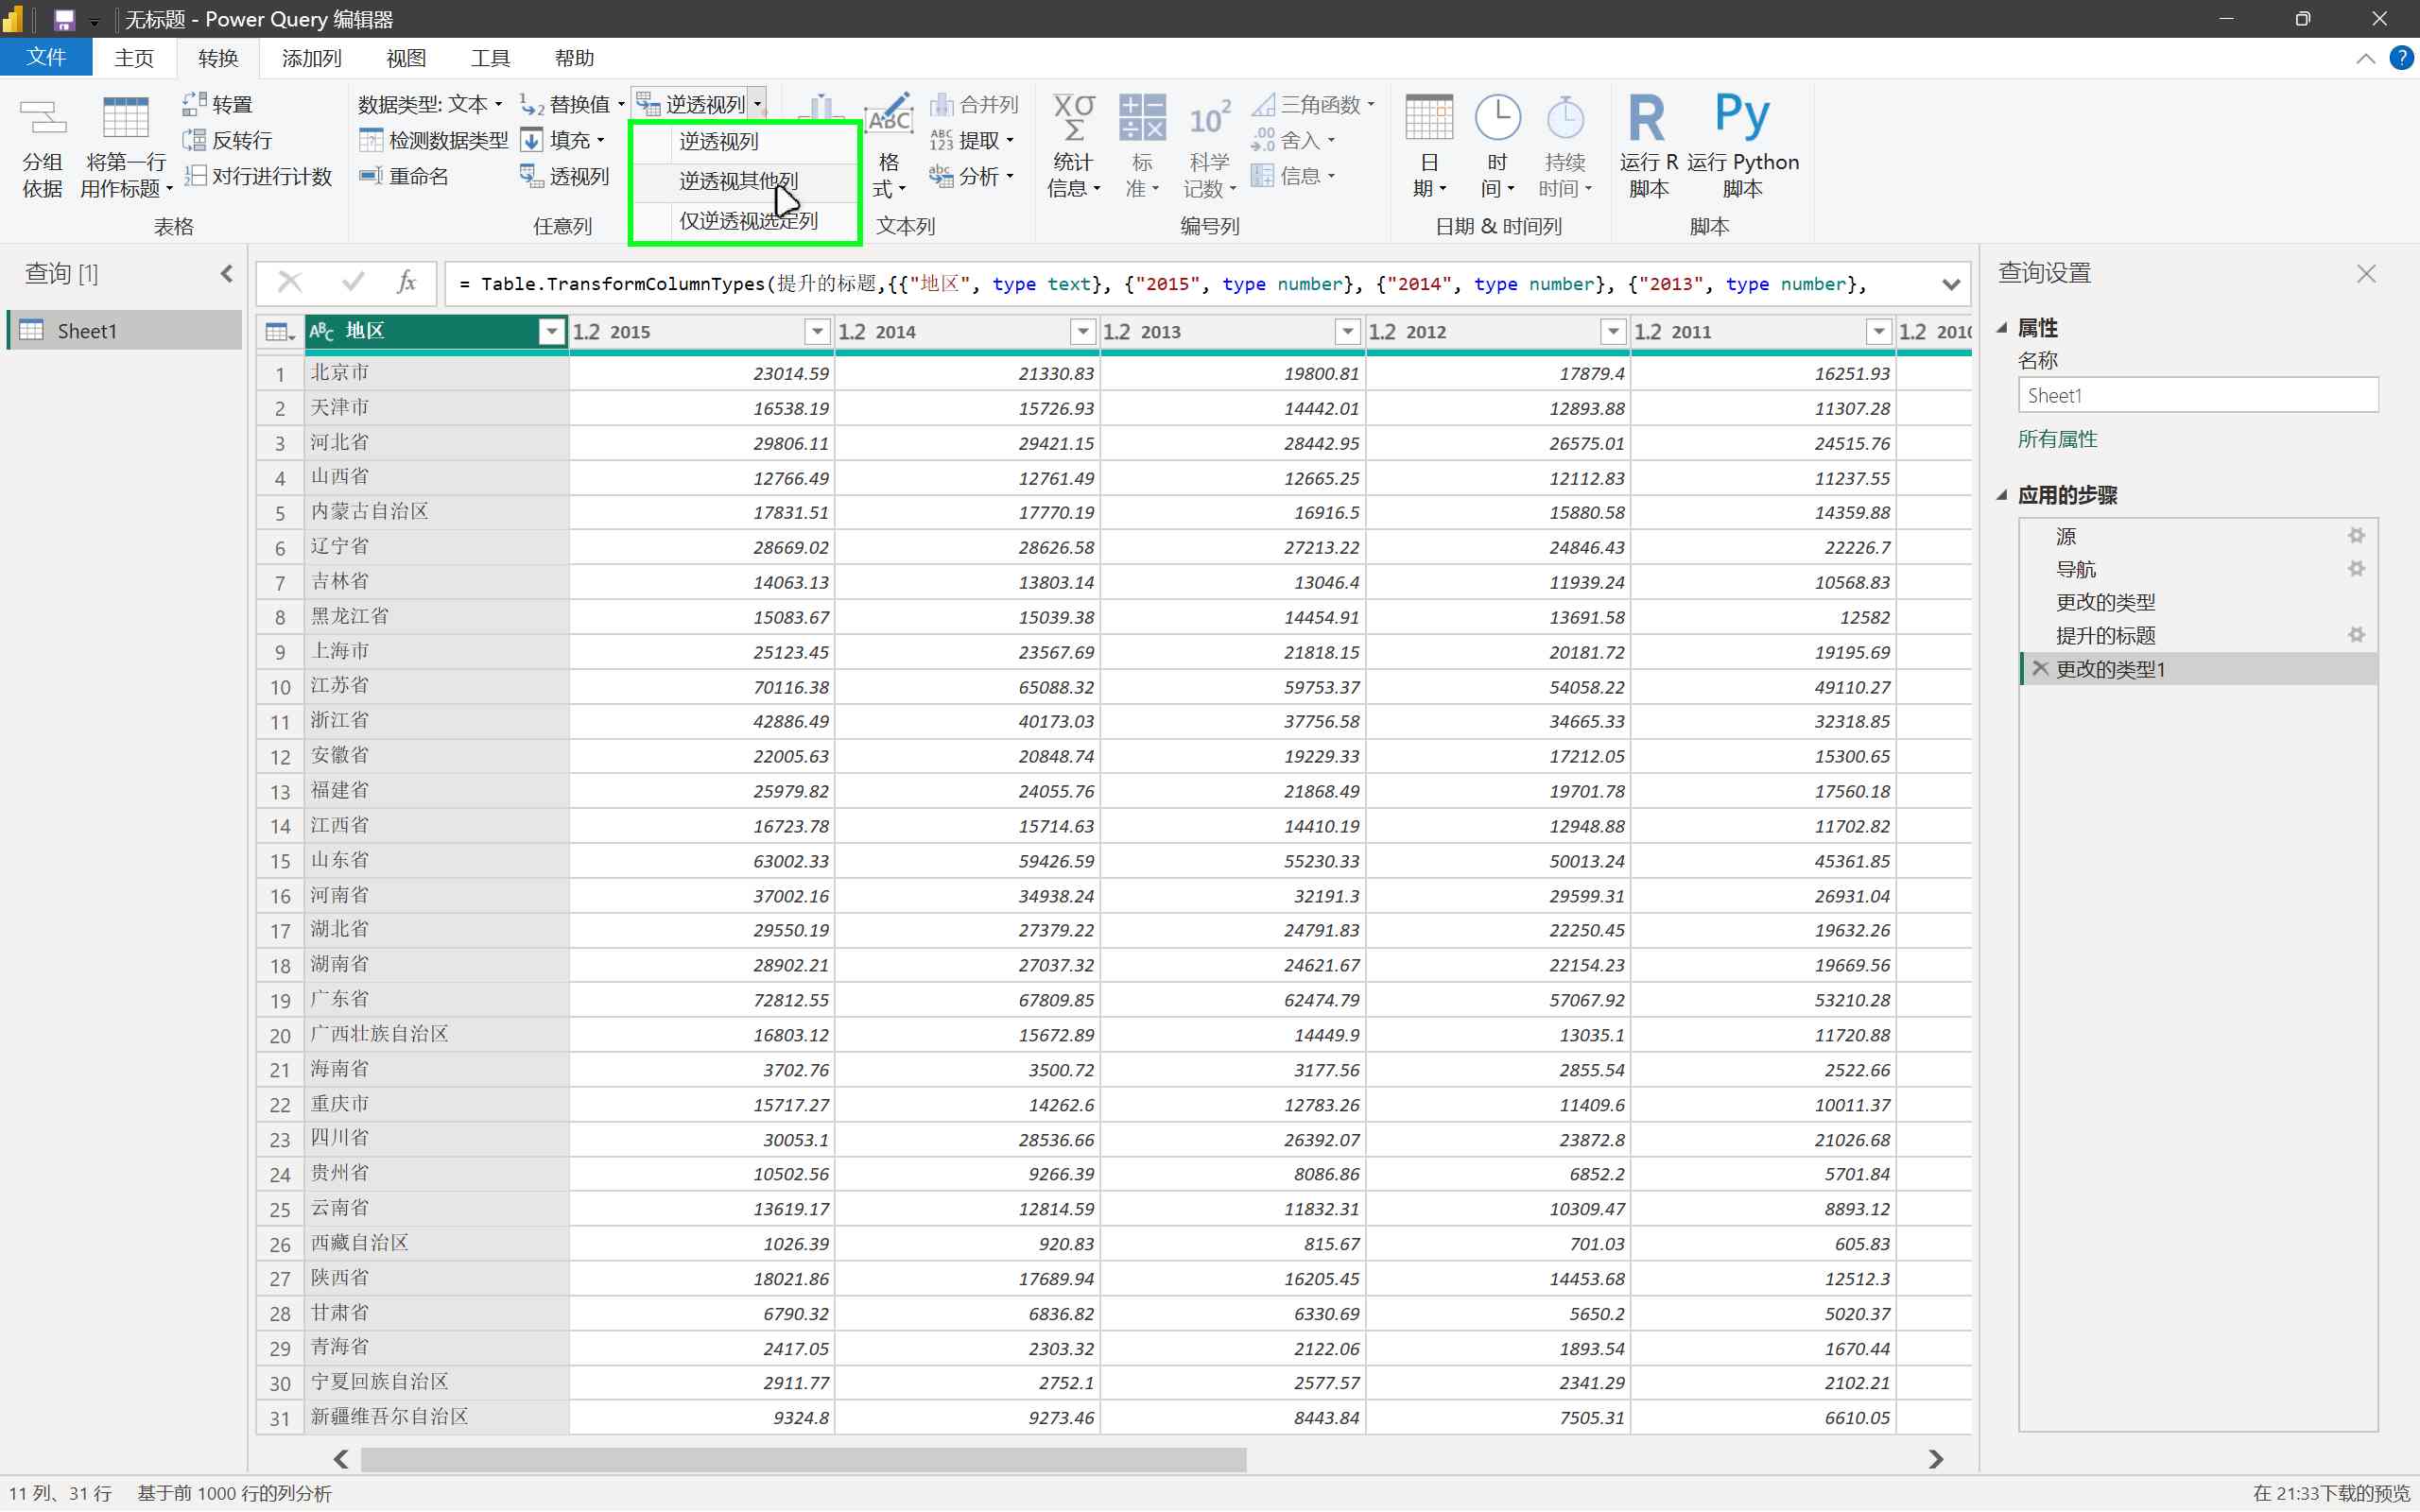 无标题 - Power Query 编辑器
文件 主页 转换 添加列 视图 工具 帮助
分组依据 将第一行用作标题 转置 反转行 对行进行计数
表格
数据类型: 文本 检测数据类型 重命名 替换值 填充 透视列 逆透视列
逆透视列
逆透视其他列
仅逆透视选定列
任意列
格式 合并列 提取 分析
文本列
统计信息 标准 科学记数 三角函数 舍入 信息
编号列
日期 时间 持续时间
日期 & 时间列
运行 R 脚本 运行 Python 脚本
脚本
查询 [1]
Sheet1
= Table.TransformColumnTypes(提升的标题,{{"地区", type text}, {"2015", type number}, {"2014", type number}, {"2013", type number},
地区 1.2 2015 1.2 2014 1.2 2013 1.2 2012 1.2 2011 1.2
1 北京市 23014.59 21330.83 19800.81 17879.4 16251.93
2 天津市 16538.19 15726.93 14442.01 12893.88 11307.28
3 河北省 29806.11 29421.15 28442.95 26575.01 24515.76
4 山西省 12766.49 12761.49 12665.25 12112.83 11237.55
5 内蒙古自治区 17831.51 17770.19 16916.5 15880.58 14359.88
6 辽宁省 28669.02 28626.58 27213.22 24846.43 22226.7
7 吉林省 14063.13 13803.14 13046.4 11939.24 10568.83
8 黑龙江省 15083.67 15039.38 14454.91 13691.58 12582
9 上海市 25123.45 23567.69 21818.15 20181.72 19195.69
10 江苏省 70116.38 65088.32 59753.37 54058.22 49110.27
11 浙江省 42886.49 40173.03 37756.58 34665.33 32318.85
12 安徽省 22005.63 20848.74 19229.33 17212.05 15300.65
13 福建省 25979.82 24055.76 21868.49 19701.78 17560.18
14 江西省 16723.78 15714.63 14410.19 12948.88 11702.82
15 山东省 63002.33 59426.59 55230.33 50013.24 45361.85
16 河南省 37002.16 34938.24 32191.3 29599.31 26931.04
17 湖北省 29550.19 27379.22 24791.83 22250.45 19632.26
18 湖南省 28902.21 27037.32 24621.67 22154.23 19669.56
19 广东省 72812.55 67809.85 62474.79 57067.92 53210.28
20 广西壮族自治区 16803.12 15672.89 14449.9 13035.1 11720.88
21 海南省 3702.76 3500.72 3177.56 2855.54 2522.66
22 重庆市 15717.27 14262.6 12783.26 11409.6 10011.37
23 四川省 30053.1 28536.66 26392.07 23872.8 21026.68
24 贵州省 10502.56 9266.39 8086.86 6852.2 5701.84
25 云南省 13619.17 12814.59 11832.31 10309.47 8893.12
26 西藏自治区 1026.39 920.83 815.67 701.03 605.83
27 陕西省 18021.86 17689.94 16205.45 14453.68 12512.3
28 甘肃省 6790.32 6836.82 6330.69 5650.2 5020.37
29 青海省 2417.05 2303.32 2122.06 1893.54 1670.44
30 宁夏回族自治区 2911.77 2752.1 2577.57 2341.29 2102.21
31 新疆维吾尔自治区 9324.8 9273.46 8443.84 7505.31 6610.05
查询设置
属性
名称
Sheet1
所有属性
应用的步骤
源
导航
更改的类型
提升的标题
更改的类型1
11 列、31 行 基于前 1000 行的列分析
在 21:33下载的预览